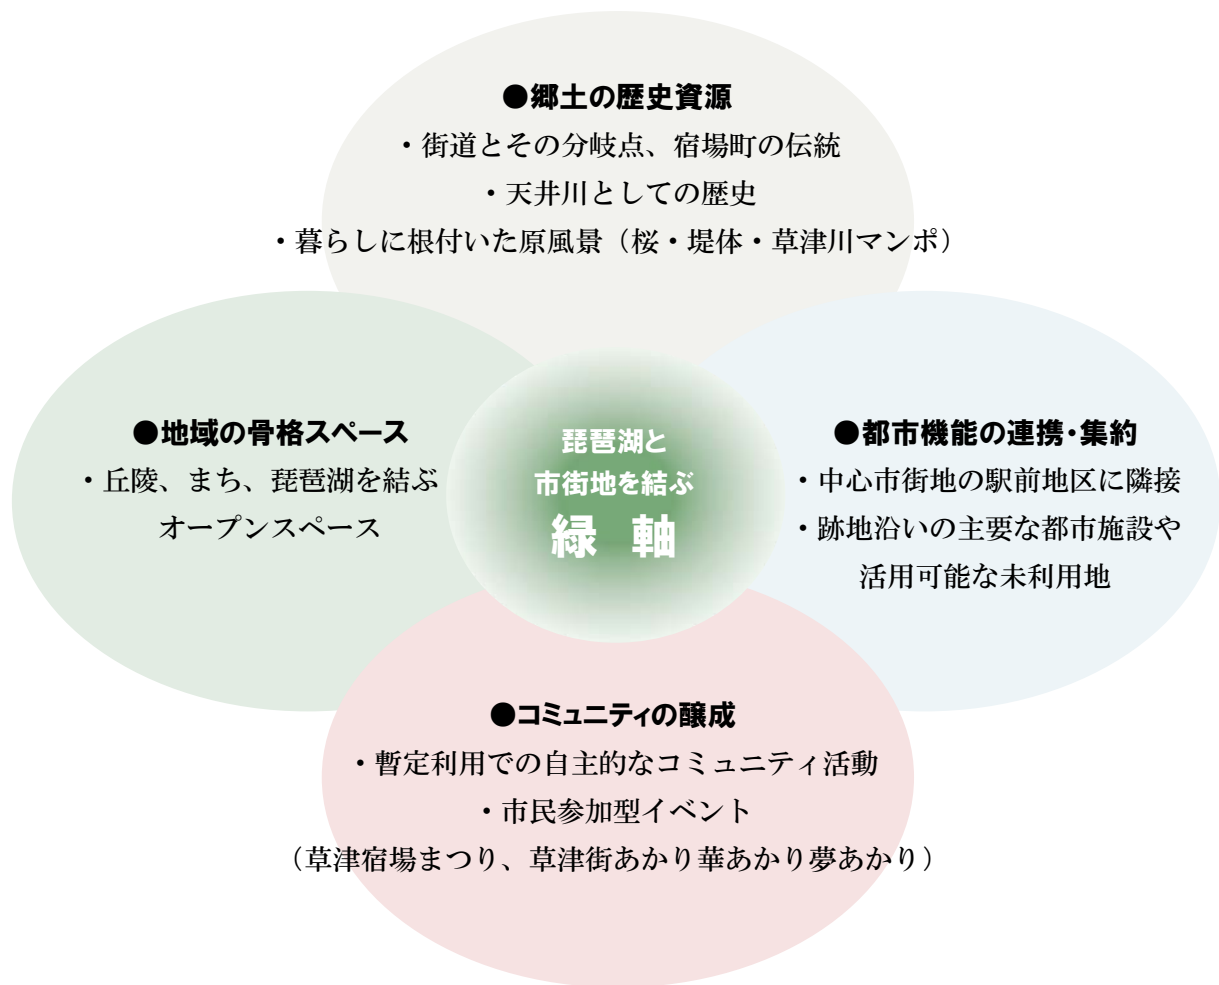 ●郷土の歴史資源
・街道とその分岐点、宿場町の伝統
・天井川としての歴史
・暮らしに根付いた原風景（桜・堤体・草津川マンポ）
●地域の骨格スペース
・丘陵、まち、琵琶湖を結ぶ
オープンスペース
琵琶湖と
市街地を結ぶ
緑 軸
●都市機能の連携・集約
・中心市街地の駅前地区に隣接
・跡地沿いの主要な都市施設や
活用可能な未利用地
●コミュニティの醸成
・暫定利用での自主的なコミュニティ活動
・市民参加型イベント
（草津宿場まつり、草津街あかり華あかり夢あかり）